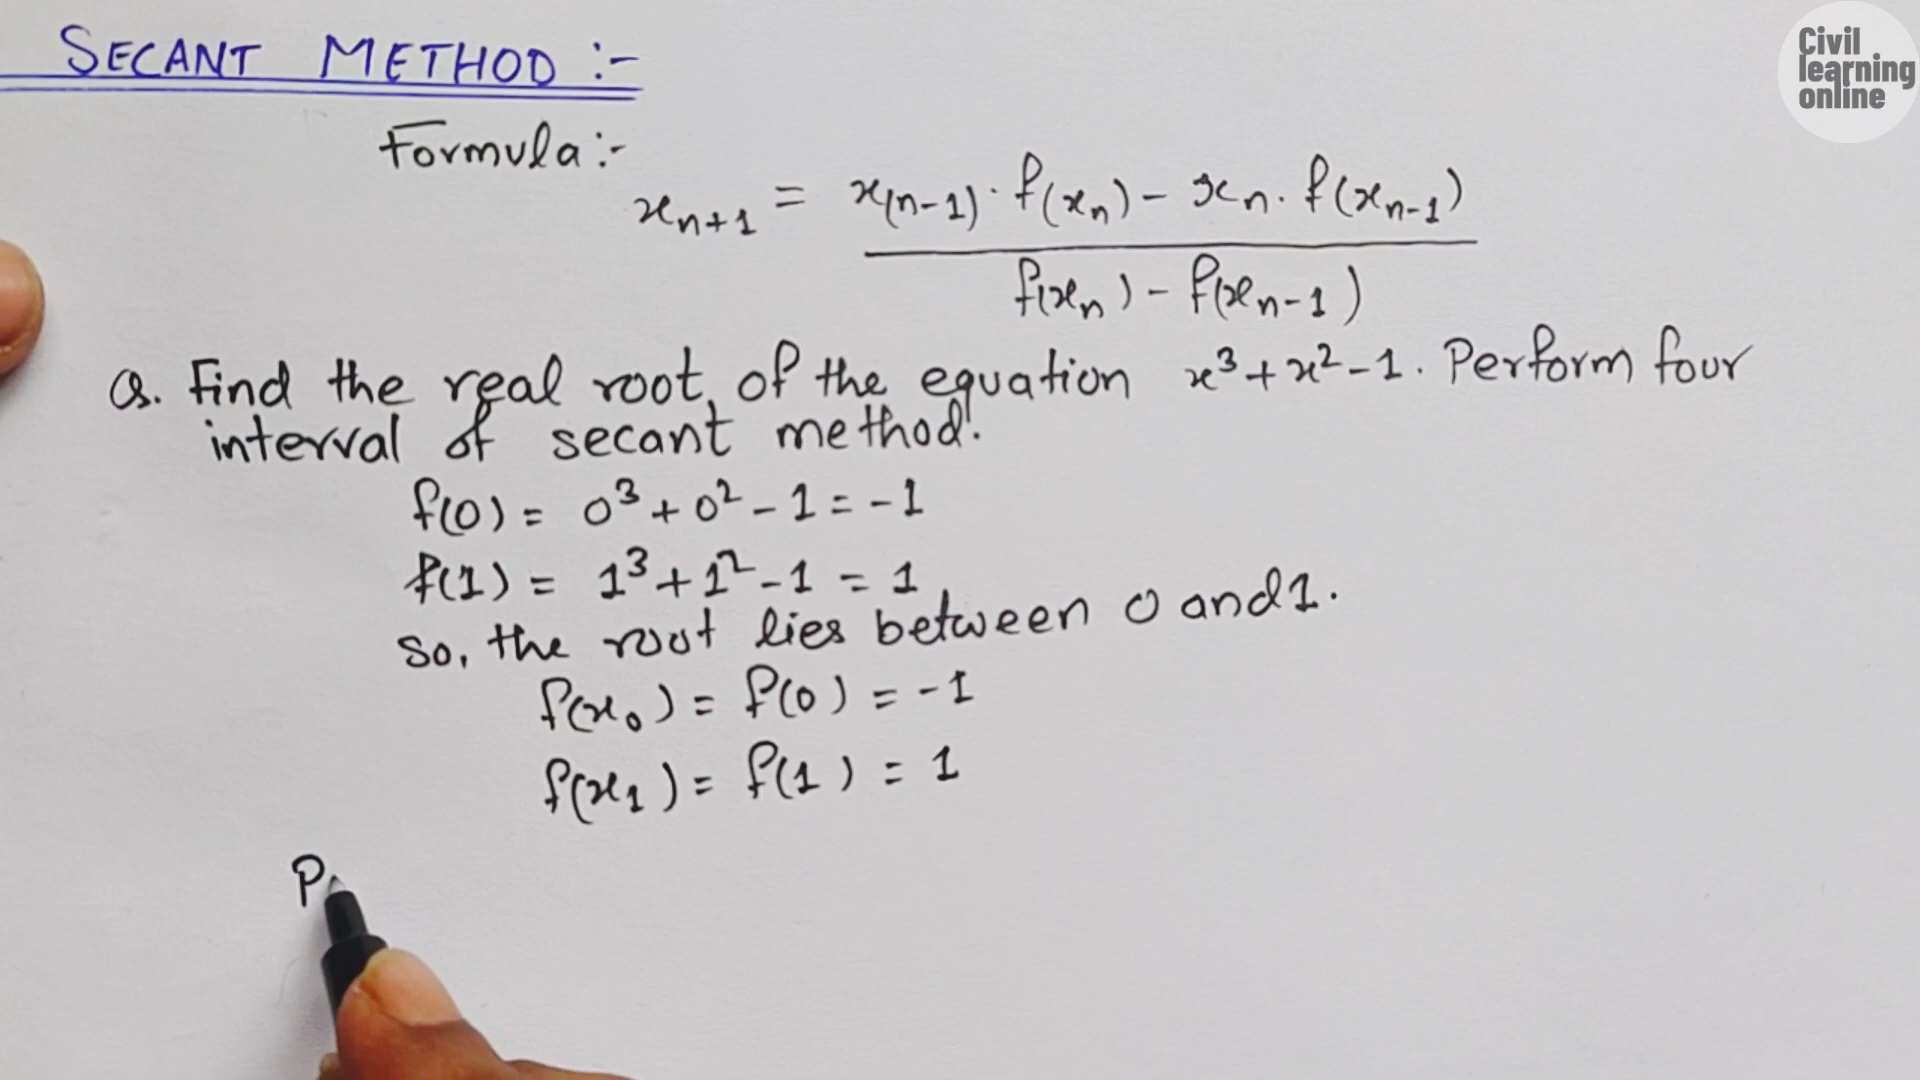 SECANT METHOD :-
Civil
learning
online
Formula :-
xₙ₊₁ = x(n-1) · f(xₙ) - xₙ · f(xₙ₋₁)
f(xₙ) - f(xₙ₋₁)
Q. Find the real root of the equation x³+x²-1. Perform four
interval of secant method.
f(0) = 0³+0²-1 = -1
f(1) = 1³+1²-1 = 1
So, the root lies between 0 and 1.
f(x₀) = f(0) = -1
f(x₁) = f(1) = 1
P